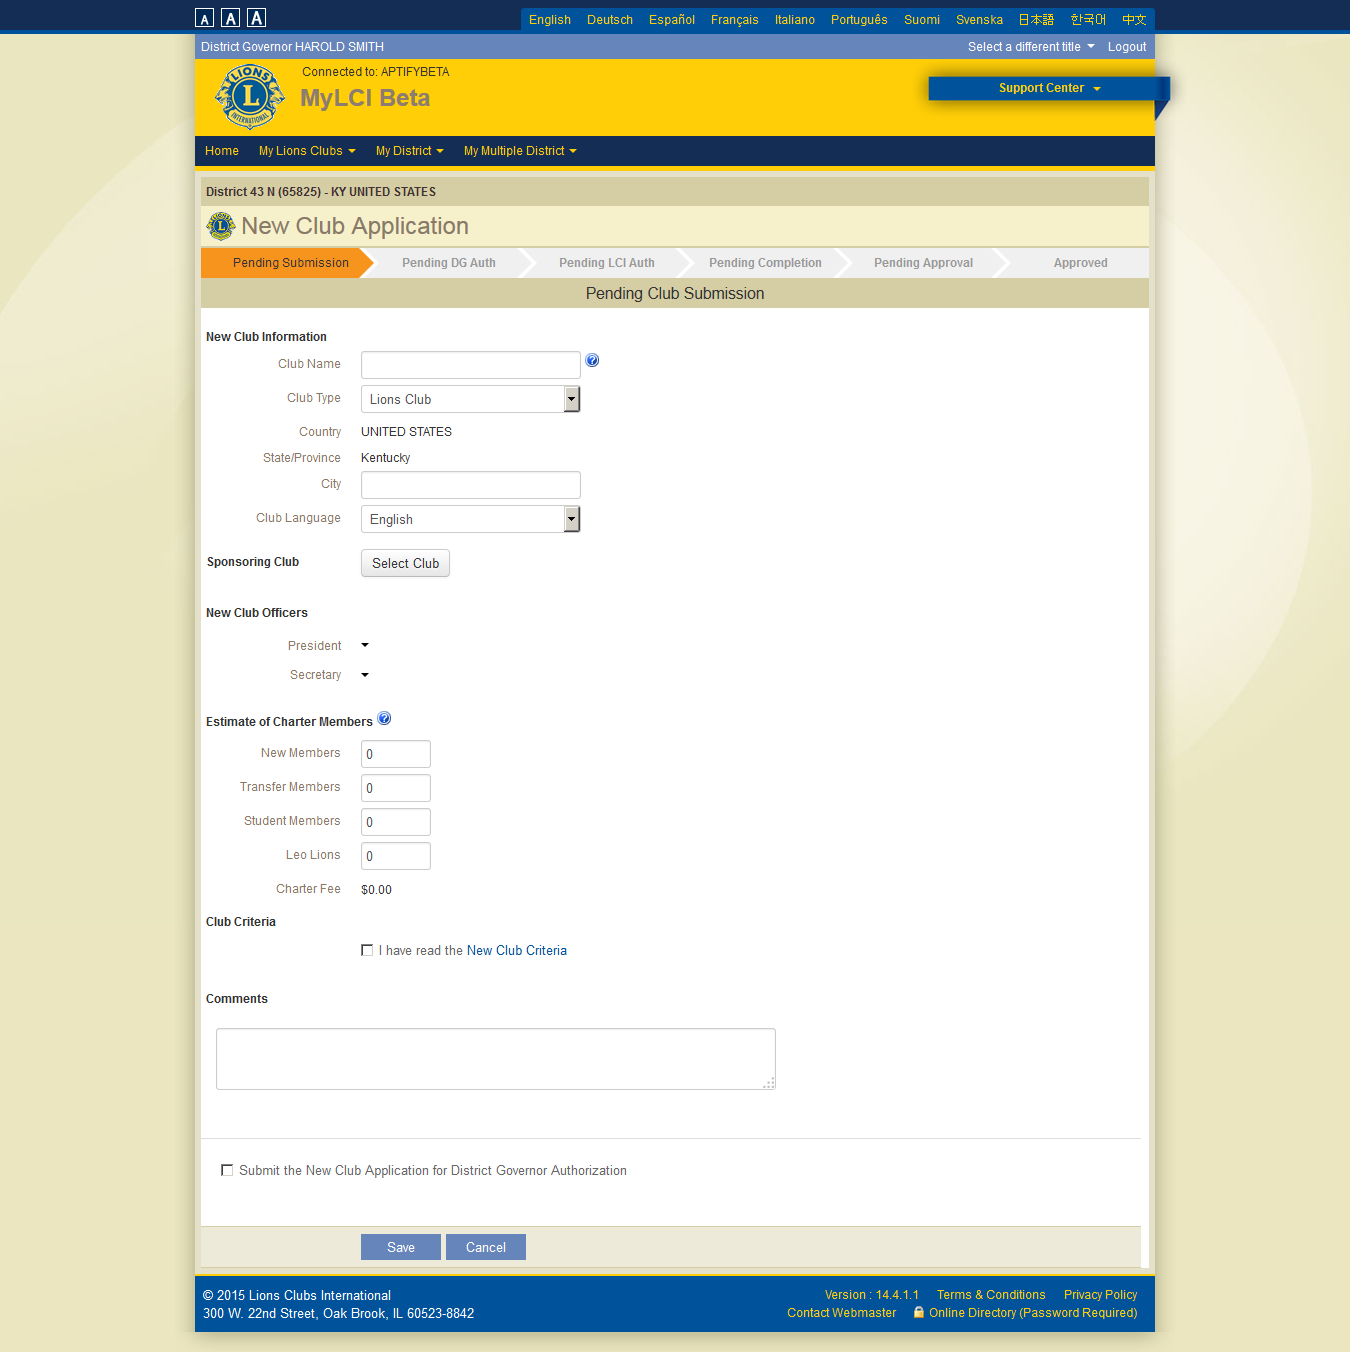 A A A
English Deutsch Español Français Italiano Português Suomi Svenska 日本語 한국어 中文
District Governor HAROLD SMITH
Select a different title Logout
LIONS
L
INTERNATIONAL
Connected to: APTIFYBETA
MyLCI Beta
Support Center
Home My Lions Clubs My District My Multiple District
District 43 N (65825) - KY UNITED STATES
LIONS
L
New Club Application
Pending Submission Pending DG Auth Pending LCI Auth Pending Completion Pending Approval Approved
Pending Club Submission
New Club Information
Club Name
?
Club Type Lions Club
Country UNITED STATES
State/Province Kentucky
City
Club Language English
Sponsoring Club Select Club
New Club Officers
President
Secretary
Estimate of Charter Members ?
New Members 0
Transfer Members 0
Student Members 0
Leo Lions 0
Charter Fee $0.00
Club Criteria
I have read the New Club Criteria
Comments
Submit the New Club Application for District Governor Authorization
Save Cancel
© 2015 Lions Clubs International
300 W. 22nd Street, Oak Brook, IL 60523-8842
Version : 14.4.1.1 Terms & Conditions Privacy Policy
Contact Webmaster Online Directory (Password Required)